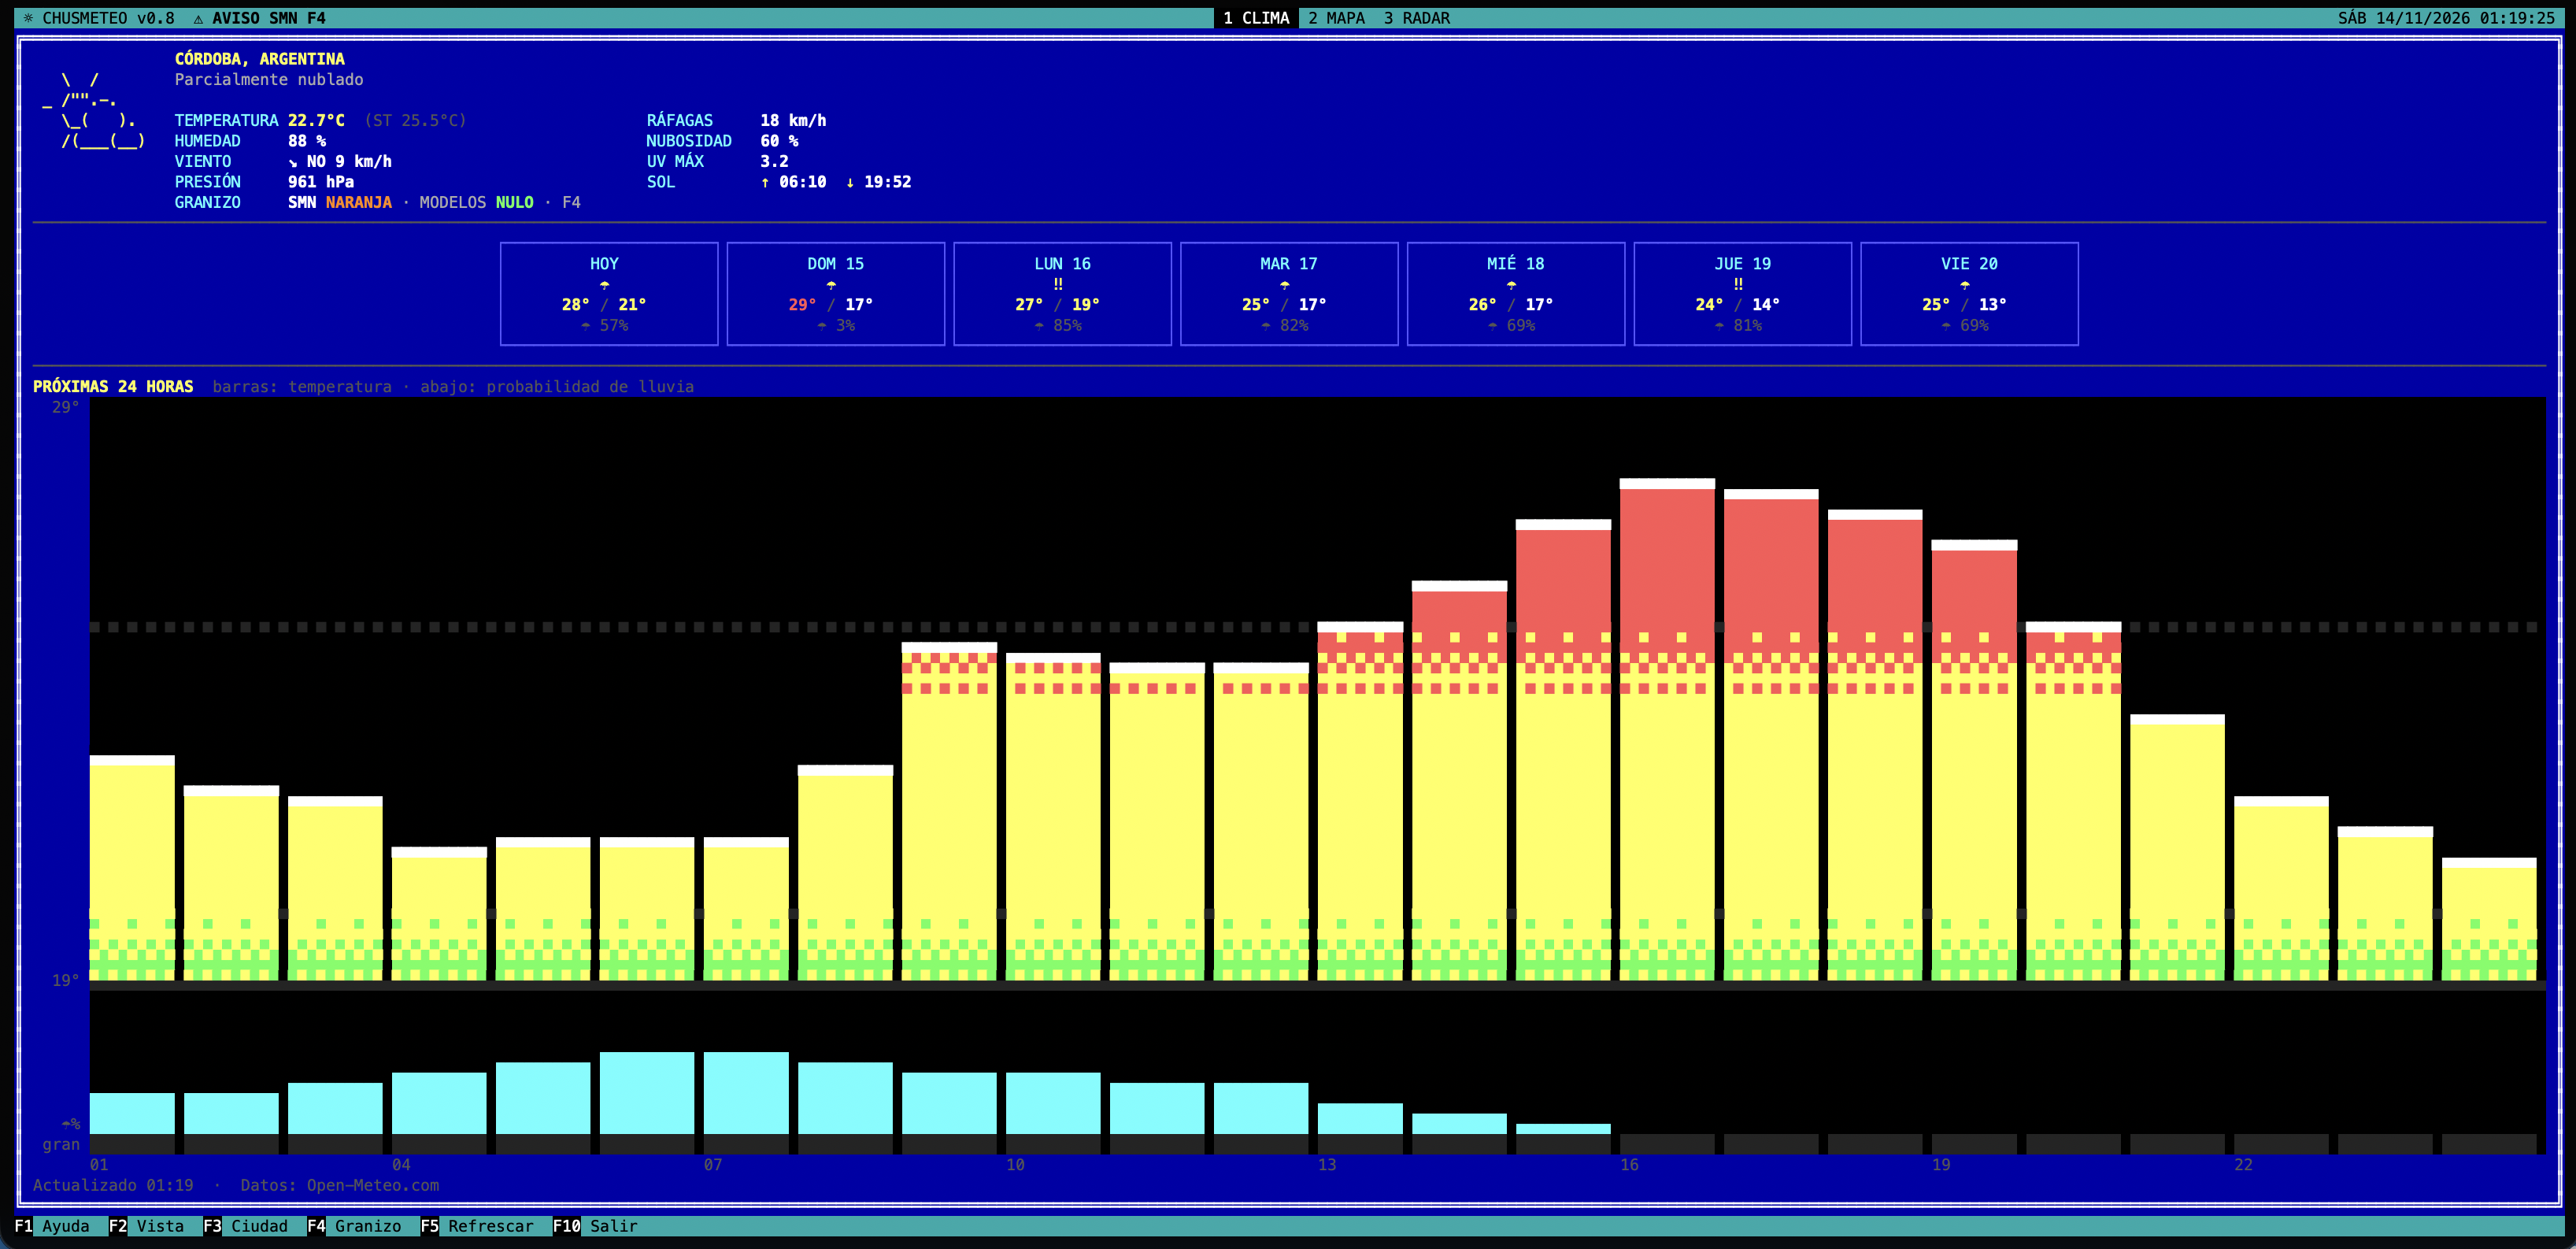 ☼ CHUSMETEO v0.8 ⚠ AVISO SMN F4 1 CLIMA 2 MAPA 3 RADAR SÁB 14/11/2026 01:19:25
CÓRDOBA, ARGENTINA
Parcialmente nublado
TEMPERATURA 22.7°C (ST 25.5°C) RÁFAGAS 18 km/h
HUMEDAD 88 % NUBOSIDAD 60 %
VIENTO ↘ NO 9 km/h UV MÁX 3.2
PRESIÓN 961 hPa SOL ↑ 06:10 ↓ 19:52
GRANIZO SMN NARANJA · MODELOS NULO · F4
HOY DOM 15 LUN 16 MAR 17 MIÉ 18 JUE 19 VIE 20
☂ ☂ ‼ ☂ ☂ ‼ ☂
28° / 21° 29° / 17° 27° / 19° 25° / 17° 26° / 17° 24° / 14° 25° / 13°
☂ 57% ☂ 3% ☂ 85% ☂ 82% ☂ 69% ☂ 81% ☂ 69%
PRÓXIMAS 24 HORAS barras: temperatura · abajo: probabilidad de lluvia
29°
19°
☂%
gran
01 04 07 10 13 16 19 22
Actualizado 01:19 · Datos: Open-Meteo.com
F1 Ayuda F2 Vista F3 Ciudad F4 Granizo F5 Refrescar F10 Salir